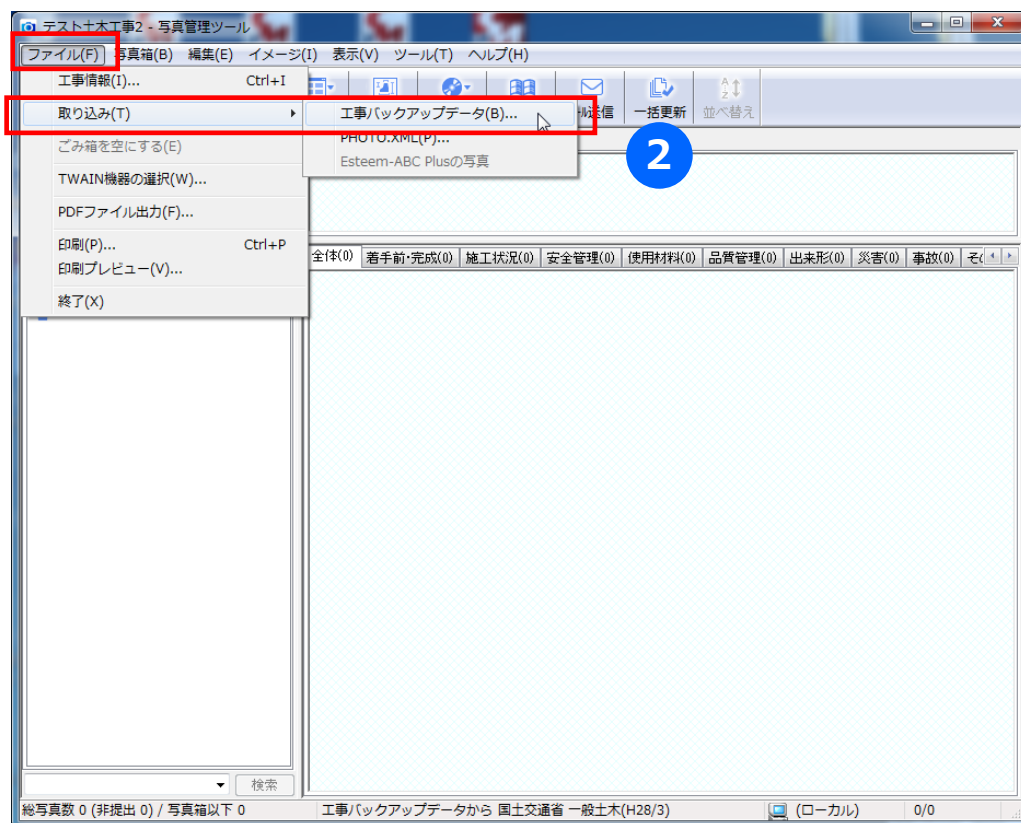 テスト土木工事2 - 写真管理ツール
ファイル(F) 写真箱(B) 編集(E) イメージ(I) 表示(V) ツール(T) ヘルプ(H)
工事情報(I)... Ctrl+I
取り込み(T)
ごみ箱を空にする(E)
TWAIN機器の選択(W)...
PDFファイル出力(F)...
印刷(P)... Ctrl+P
印刷プレビュー(V)...
終了(X)
工事バックアップデータ(B)...
PHOTO.XML(P)...
Esteem-ABC Plusの写真
送信 一括更新 並べ替え
2
全体(0) 着手前・完成(0) 施工状況(0) 安全管理(0) 使用材料(0) 品質管理(0) 出来形(0) 災害(0) 事故(0) そ(
検索
総写真数 0 (非提出 0) / 写真箱以下 0 工事バックアップデータから 国土交通省 一般土木(H28/3) (ローカル) 0/0